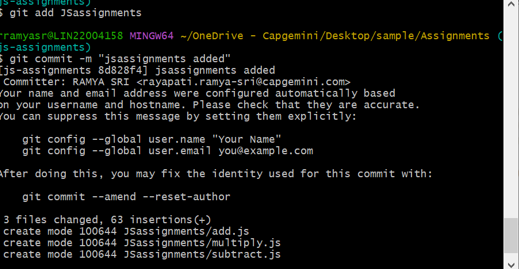 js-assignments)
$ git add JSassignments
rramyasr@LIN22004158 MINGW64 ~/OneDrive - Capgemini/Desktop/sample/Assignments (
js-assignments)
$ git commit -m "jsassignments added"
[js-assignments 8d828f4] jsassignments added
Committer: RAMYA SRI <rayapati.ramya-sri@capgemini.com>
Your name and email address were configured automatically based
on your username and hostname. Please check that they are accurate.
You can suppress this message by setting them explicitly:
git config --global user.name "Your Name"
git config --global user.email you@example.com
After doing this, you may fix the identity used for this commit with:
git commit --amend --reset-author
3 files changed, 63 insertions(+)
create mode 100644 JSassignments/add.js
create mode 100644 JSassignments/multiply.js
create mode 100644 JSassignments/subtract.js